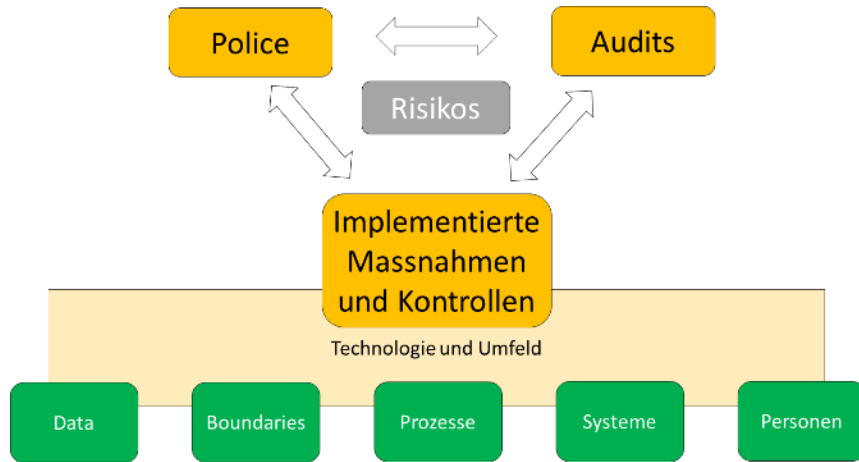 Police
Audits
Risikos
Implementierte
Massnahmen
und Kontrollen
Technologie und Umfeld
Data
Boundaries
Prozesse
Systeme
Personen